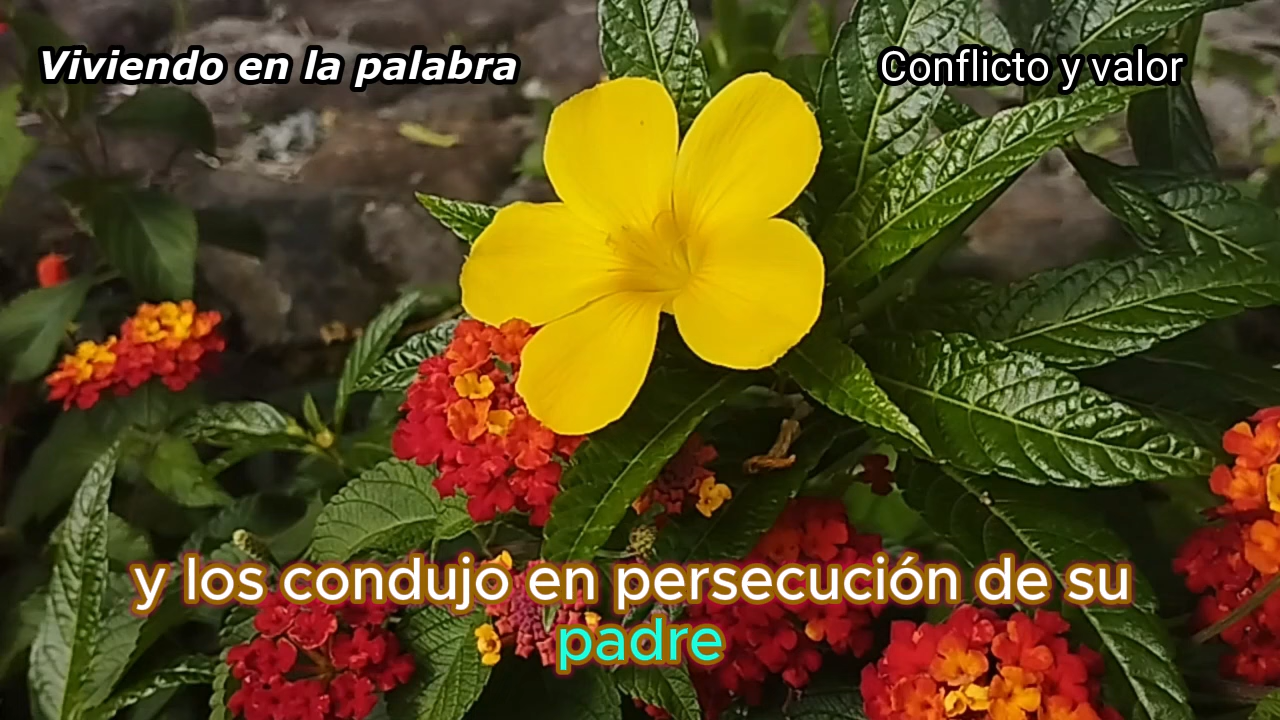 Viviendo en la palabra
Conflicto y valor
y los condujo en persecución de su
padre